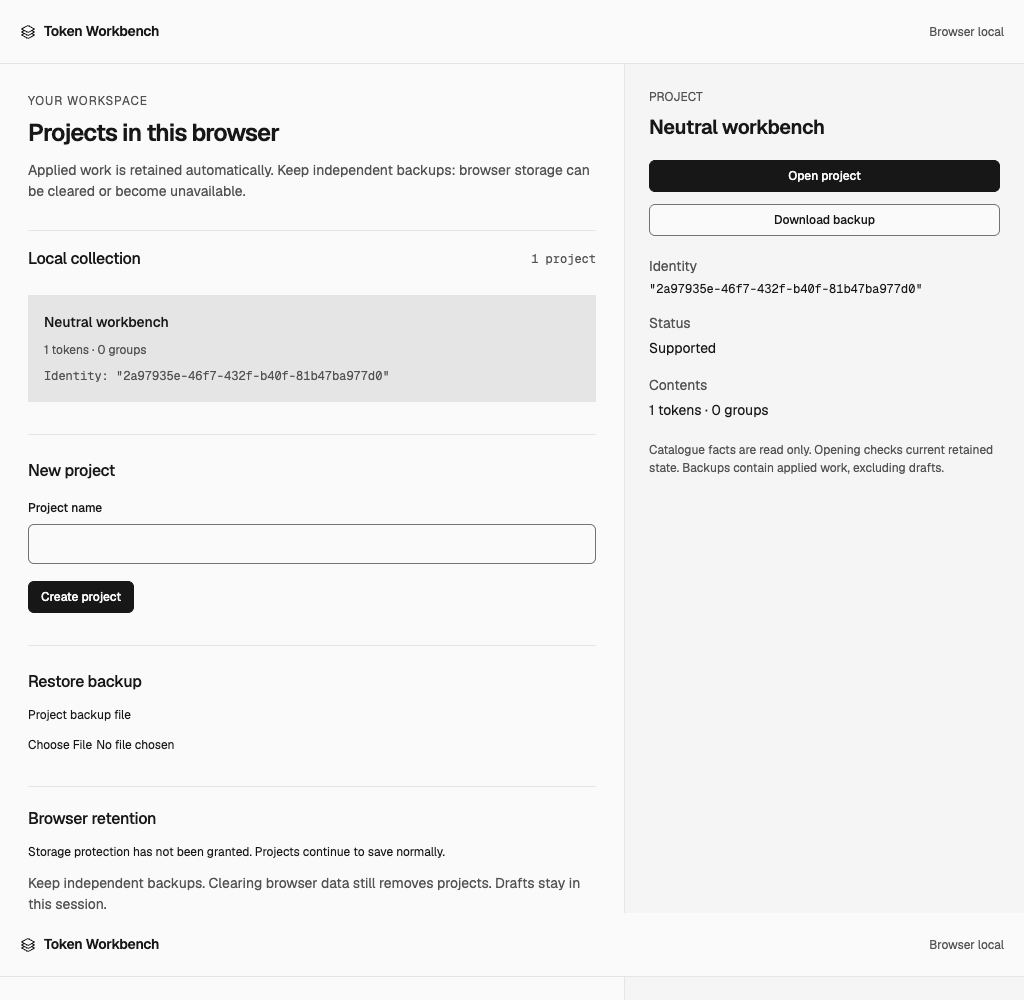 Token Workbench
Browser local
YOUR WORKSPACE
Projects in this browser
Applied work is retained automatically. Keep independent backups: browser storage can
be cleared or become unavailable.
Local collection
1 project
Neutral workbench
1 tokens · 0 groups
Identity: "2a97935e-46f7-432f-b40f-81b47ba977d0"
New project
Project name
Create project
Restore backup
Project backup file
Choose File No file chosen
Browser retention
Storage protection has not been granted. Projects continue to save normally.
Keep independent backups. Clearing browser data still removes projects. Drafts stay in
this session.
PROJECT
Neutral workbench
Open project
Download backup
Identity
"2a97935e-46f7-432f-b40f-81b47ba977d0"
Status
Supported
Contents
1 tokens · 0 groups
Catalogue facts are read only. Opening checks current retained
state. Backups contain applied work, excluding drafts.
Token Workbench
Browser local